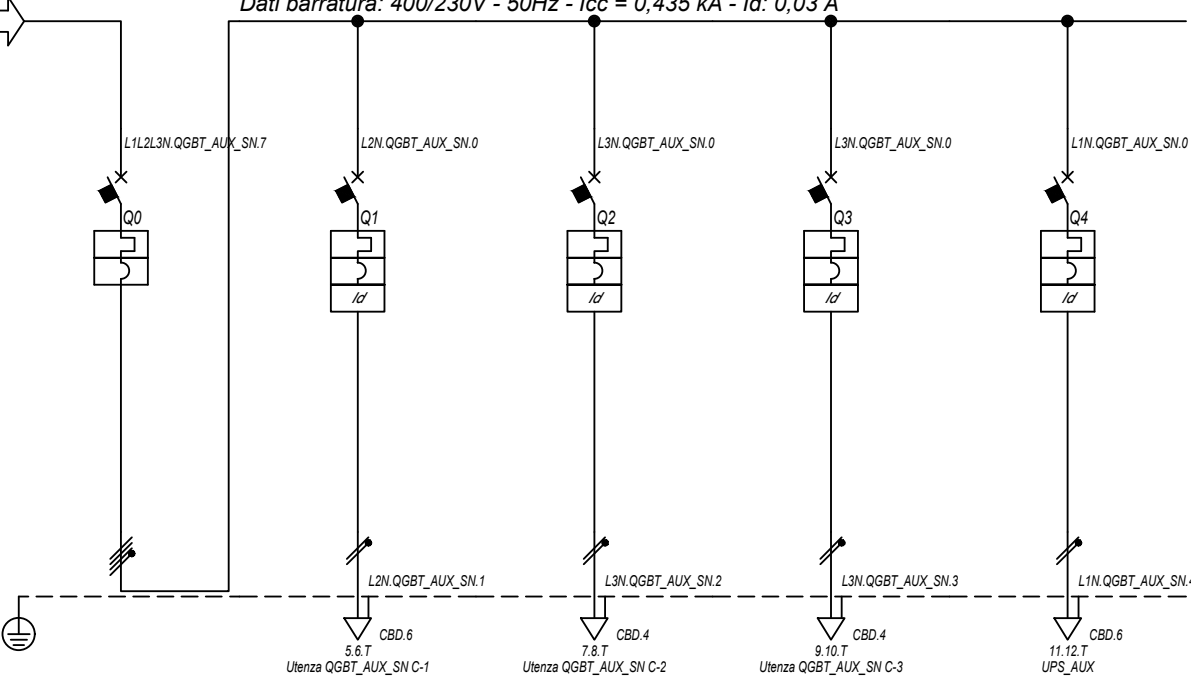 Dati barratura: 400/230V - 50Hz - Icc = 0,435 kA - Id: 0,03 A
L1L2L3N.QGBT_AUX_SN.7
L2N.QGBT_AUX_SN.0
L3N.QGBT_AUX_SN.0
L3N.QGBT_AUX_SN.0
L1N.QGBT_AUX_SN.0
Q0
Q1
Q2
Q3
Q4
Id
Id
Id
Id
L2N.QGBT_AUX_SN.1
L3N.QGBT_AUX_SN.2
L3N.QGBT_AUX_SN.3
L1N.QGBT_AUX_SN.4
CBD.6
CBD.4
CBD.4
CBD.6
5.6.T
7.8.T
9.10.T
11.12.T
Utenza QGBT_AUX_SN C-1
Utenza QGBT_AUX_SN C-2
Utenza QGBT_AUX_SN C-3
UPS_AUX